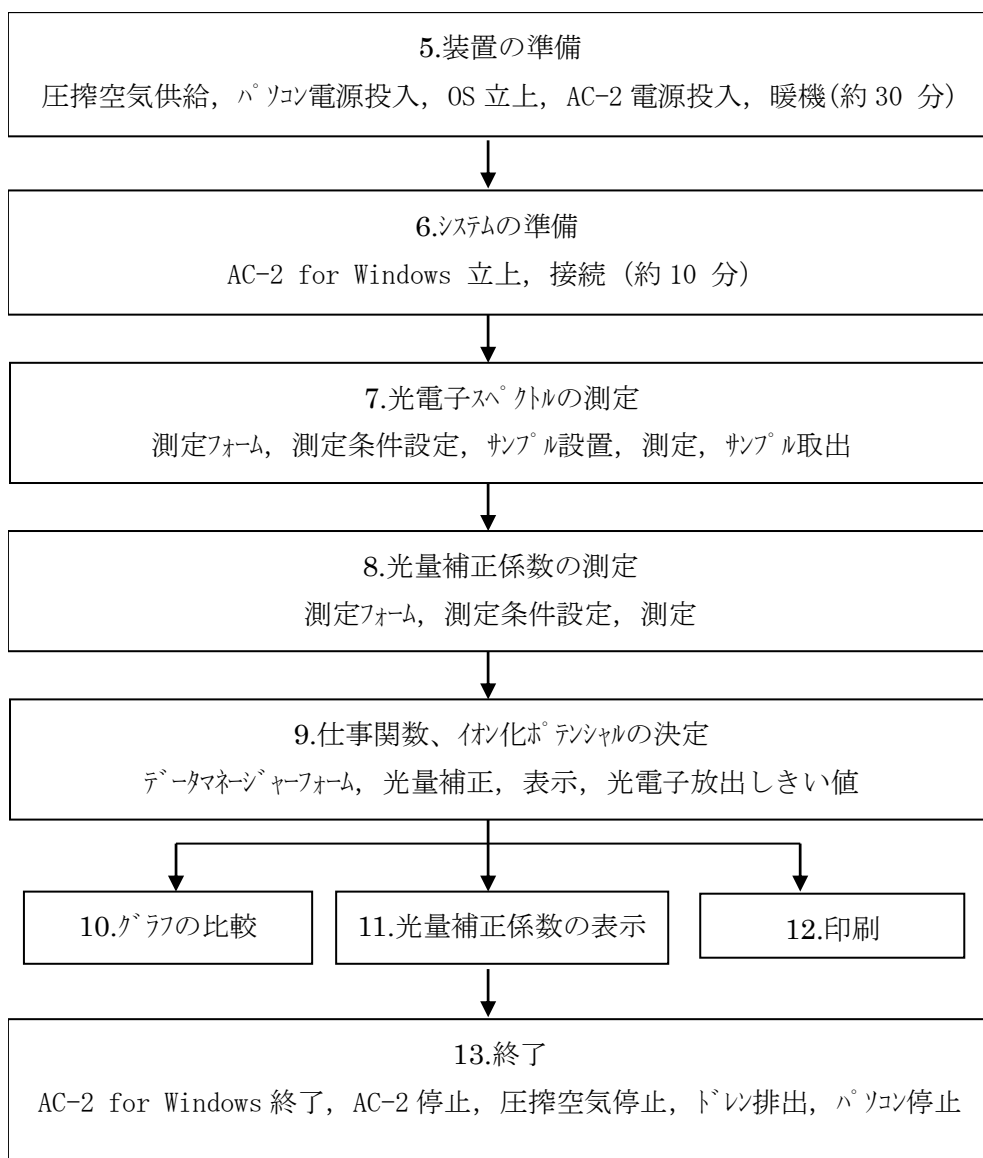 5.装置の準備
圧搾空気供給, ﾊﾟｿｺﾝ電源投入, OS 立上, AC-2 電源投入, 暖機(約 30 分)
6.ｼｽﾃﾑの準備
AC-2 for Windows 立上, 接続 (約 10 分)
7.光電子ｽﾍﾟｸﾄﾙの測定
測定ﾌｫｰﾑ, 測定条件設定, ｻﾝﾌﾟﾙ設置, 測定, ｻﾝﾌﾟﾙ取出
8.光量補正係数の測定
測定ﾌｫｰﾑ, 測定条件設定, 測定
9.仕事関数、ｲｵﾝ化ﾎﾟﾃﾝｼｬﾙの決定
ﾃﾞｰﾀﾏﾈｰｼﾞｬｰﾌｫｰﾑ, 光量補正, 表示, 光電子放出しきい値
10.ｸﾞﾗﾌの比較
11.光量補正係数の表示
12.印刷
13.終了
AC-2 for Windows 終了, AC-2 停止, 圧搾空気停止, ﾄﾞﾚﾝ排出, ﾊﾟｿｺﾝ停止